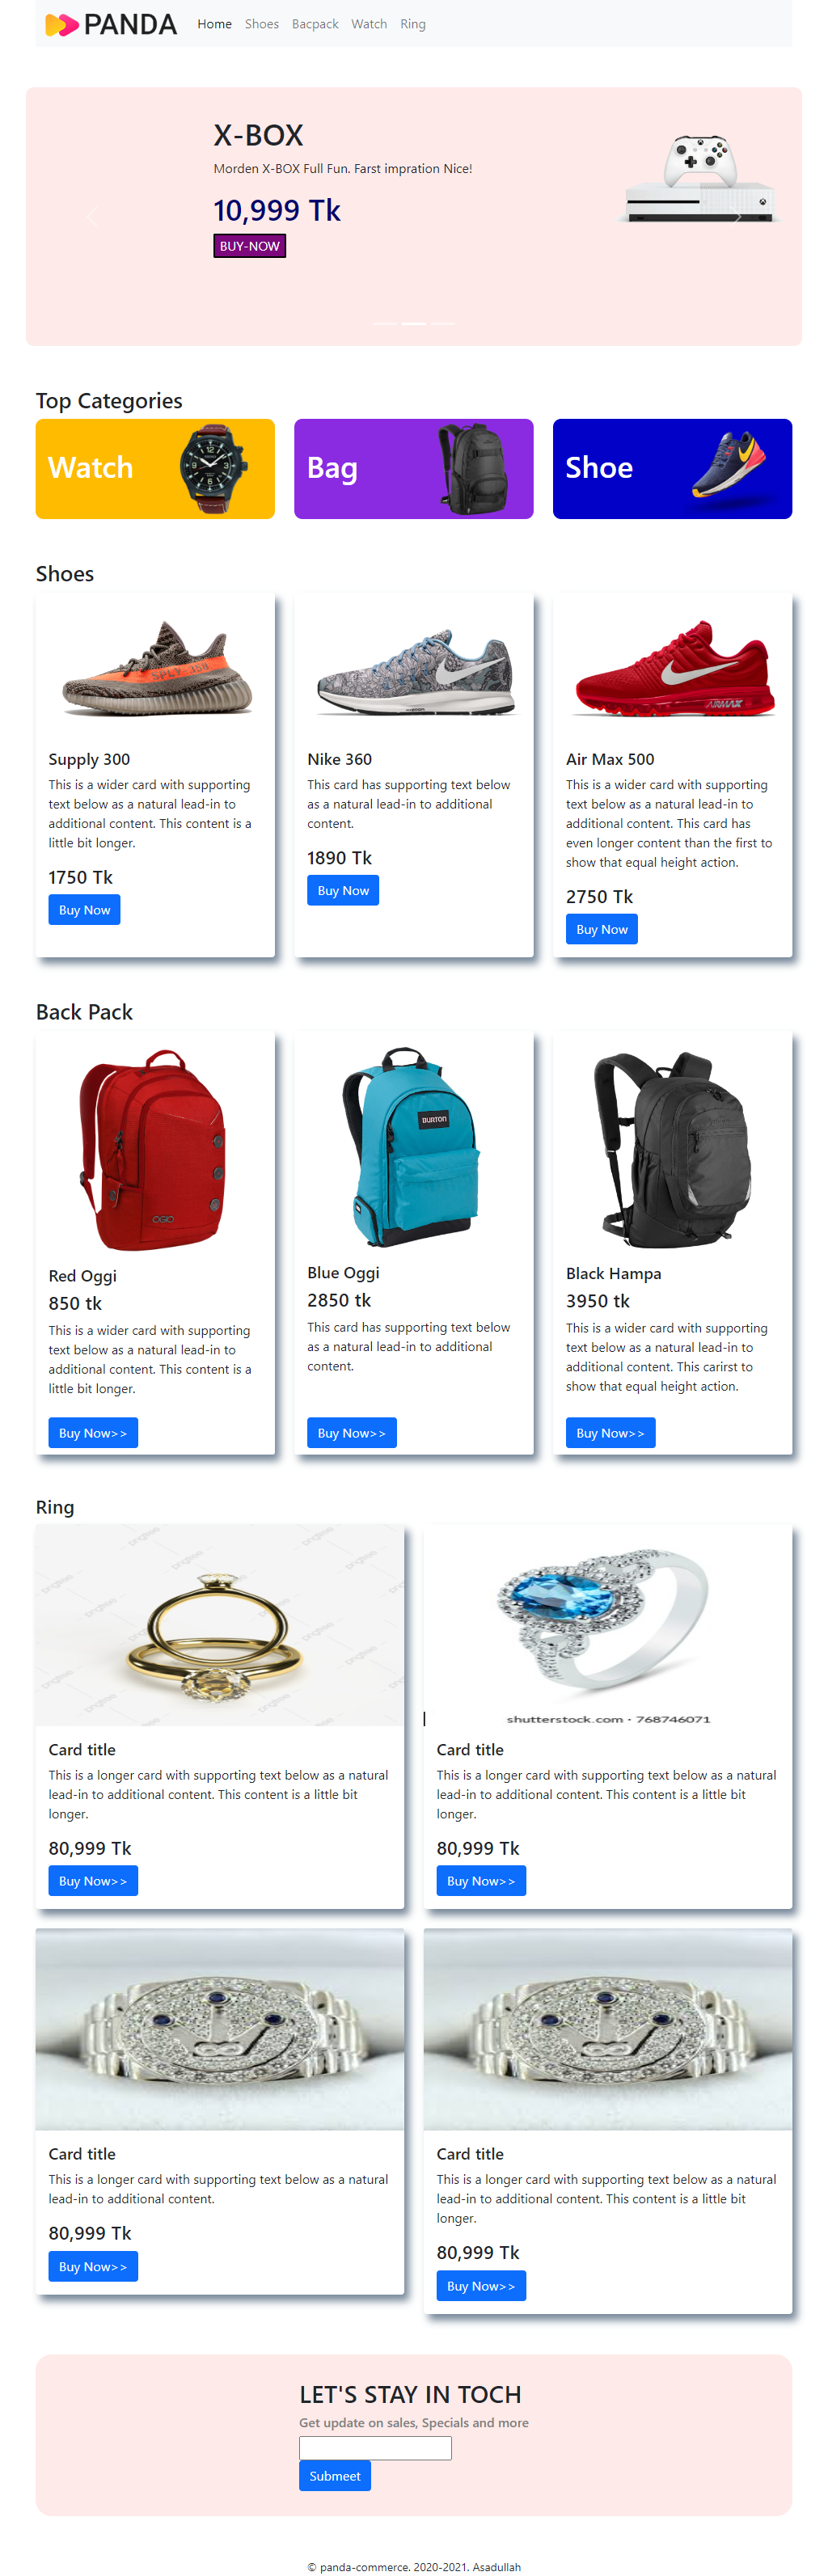 PANDA
Home Shoes Bacpack Watch Ring
X-BOX
Morden X-BOX Full Fun. Farst impration Nice!
10,999 Tk
BUY-NOW
Top Categories
Watch
Bag
Shoe
Shoes
SPLY-350
Supply 300
This is a wider card with supporting
text below as a natural lead-in to
additional content. This content is a
little bit longer.
1750 Tk
Buy Now
Nike 360
This card has supporting text below
as a natural lead-in to additional
content.
1890 Tk
Buy Now
AIRMAX
Air Max 500
This is a wider card with supporting
text below as a natural lead-in to
additional content. This card has
even longer content than the first to
show that equal height action.
2750 Tk
Buy Now
Back Pack
OGIO
Red Oggi
850 tk
This is a wider card with supporting
text below as a natural lead-in to
additional content. This content is a
little bit longer.
Buy Now>>
BURTON
Blue Oggi
2850 tk
This card has supporting text below
as a natural lead-in to additional
content.
Buy Now>>
Black Hampa
3950 tk
This is a wider card with supporting
text below as a natural lead-in to
additional content. This carirst to
show that equal height action.
Buy Now>>
Ring
pngtree
Card title
This is a longer card with supporting text below as a natural
lead-in to additional content. This content is a little bit
longer.
80,999 Tk
Buy Now>>
shutterstock.com · 768746071
Card title
This is a longer card with supporting text below as a natural
lead-in to additional content. This content is a little bit
longer.
80,999 Tk
Buy Now>>
Card title
This is a longer card with supporting text below as a natural
lead-in to additional content.
80,999 Tk
Buy Now>>
Card title
This is a longer card with supporting text below as a natural
lead-in to additional content. This content is a little bit
longer.
80,999 Tk
Buy Now>>
LET'S STAY IN TOCH
Get update on sales, Specials and more
Submeet
© panda-commerce. 2020-2021. Asadullah